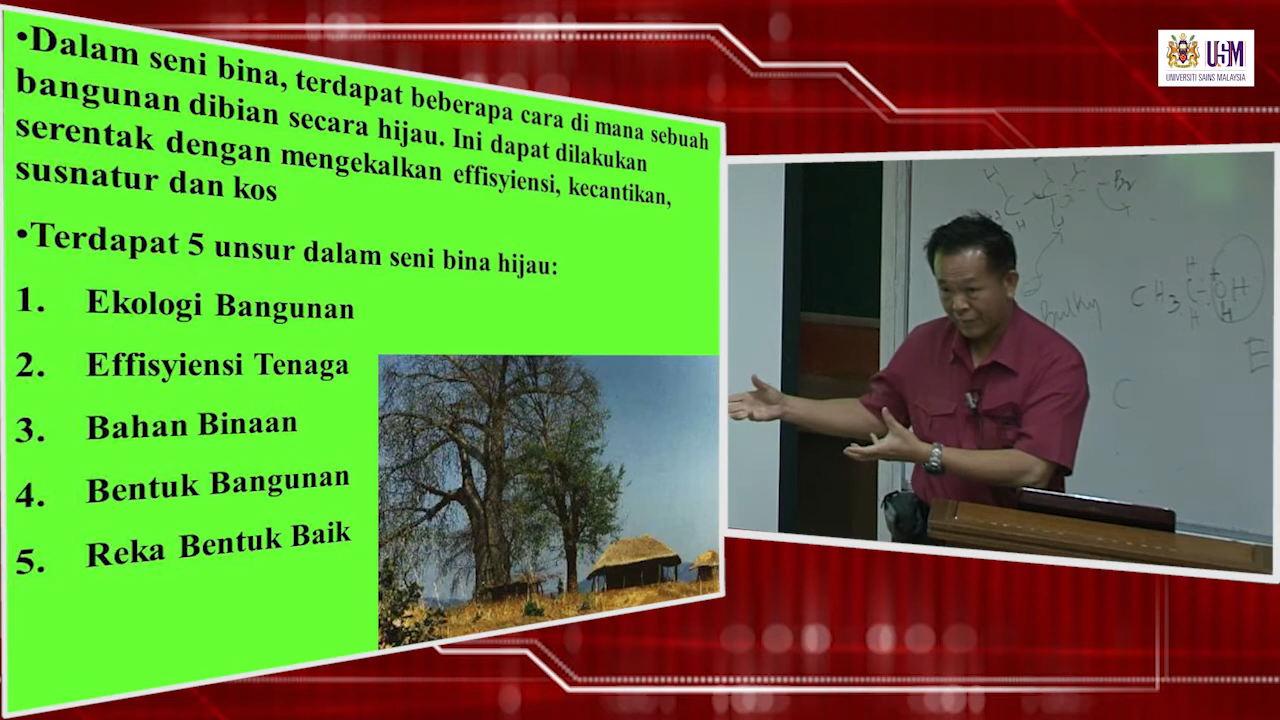 •Dalam seni bina, terdapat beberapa cara di mana sebuah
bangunan dibian secara hijau. Ini dapat dilakukan
serentak dengan mengekalkan effisyiensi, kecantikan,
susnatur dan kos
•Terdapat 5 unsur dalam seni bina hijau:
1. Ekologi Bangunan
2. Effisyiensi Tenaga
3. Bahan Binaan
4. Bentuk Bangunan
5. Reka Bentuk Baik
USM
UNIVERSITI SAINS MALAYSIA
H
Br
H
H
CH3 C OH
H H
Bulky
E
C